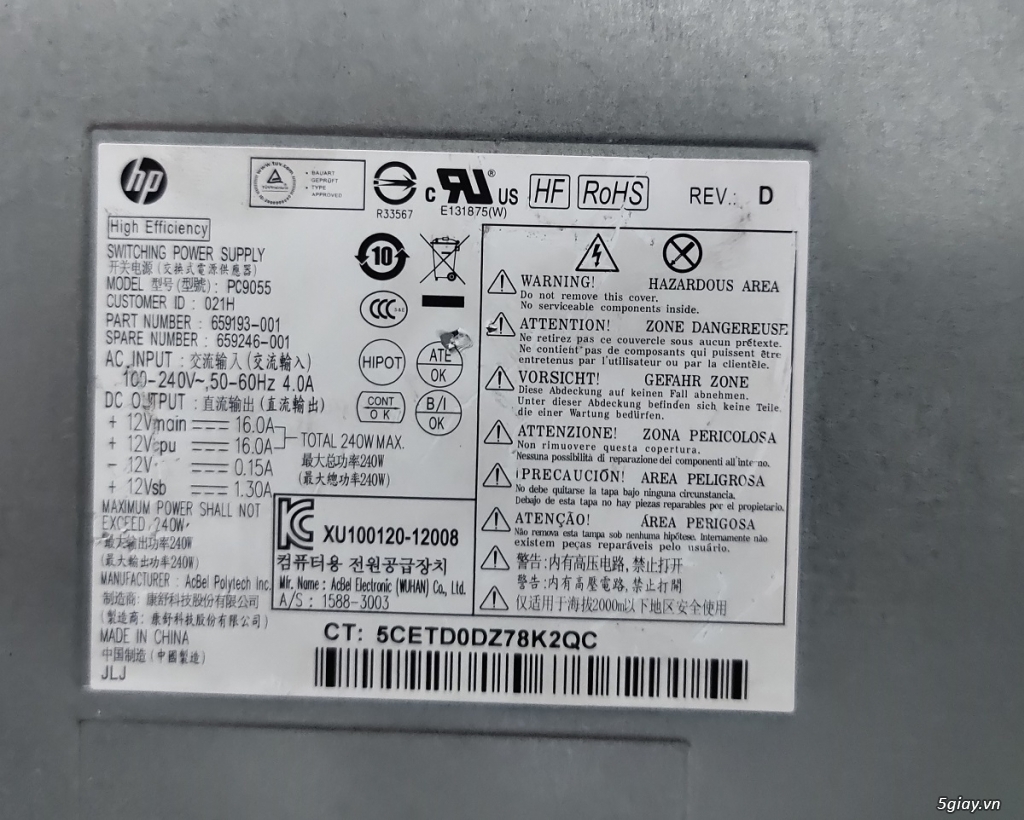 hp
www.tuv.com
TÜVRheinland
• BAUART
GEPRÜFT
• TYPE
APPROVED
R33567
c RU® US
E131875(W)
HF
RoHS
REV.: D
High Efficiency
SWITCHING POWER SUPPLY
开关电源 (交換式電源供應器)
MODEL 型号(型號): PC9055
CUSTOMER ID : 021H
PART NUMBER : 659193-001
SPARE NUMBER : 659246-001
AC INPUT : 交流输入 (交流輸入)
100-240V~,50-60Hz 4.0A
DC OUTPUT : 直流输出 (直流輸出)
+ 12Vmain 16.0A
+ 12Vcpu 16.0A
TOTAL 240W MAX.
最大总功率240W
(最大總功率240W)
- 12V 0.15A
+ 12Vsb 1.30A
MAXIMUM POWER SHALL NOT
EXCEED 240W
最大输出功率240W
(最大輸出功率240W)
MANUFACTURER : AcBel Polytech Inc.
制造商: 康舒科技股份有限公司
(製造商: 康舒科技股份有限公司)
MADE IN CHINA
中国制造 (中國製造)
JLJ
10
CCC
S&E
HIPOT
ATE
OK
CONT
OK
B/I
OK
KC
XU100120-12008
컴퓨터용 전원공급장치
Mfr. Name : AcBel Electronic (WUHAN) Co., Ltd.
A/S : 1588-3003
WARNING! HAZARDOUS AREA
Do not remove this cover.
No serviceable components inside.
ATTENTION! ZONE DANGEREUSE
Ne retirez pas ce couvercle sous aucun prétexte.
Ne contient pas de composants qui puissent être
entretenus par l'utilisateur ou par la clientèle.
VORSICHT! GEFAHR ZONE
Diese Abdeckung auf keinen Fall abnehmen.
Unter dieser Abdeckung befinden sich keine Teile,
die einer Wartung bedürfen.
ATTENZIONE! ZONA PERICOLOSA
Non rimuovere questa copertura.
Nessuna possibilità di reparazione dei componenti all'interno.
¡PRECAUCIÓN! ÁREA PELIGROSA
No debe quitarse la tapa bajo ninguna circunstancia.
Debajo de esta tapa no hay piezas reparables por el propietario.
ATENÇÃO! ÁREA PERIGOSA
Não remova esta tampa sob nenhuma hipótese. Internamente não
existem peças reparáveis pelo usuário.
警告:内有高压电路,禁止打开
警告:内有高壓電路,禁止打開
仅适用于海拔2000m以下地区安全使用
CT: 5CETD0DZ78K2QC
5giay.vn